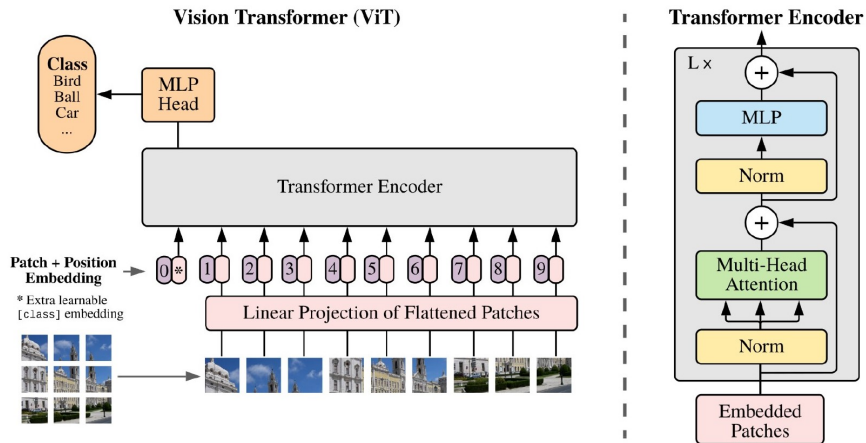 Vision Transformer (ViT)
Class
Bird
Ball
Car
...
MLP
Head
Transformer Encoder
Patch + Position
Embedding
0 * 1 2 3 4 5 6 7 8 9
* Extra learnable
[class] embedding
Linear Projection of Flattened Patches
Transformer Encoder
L ×
+
MLP
Norm
+
Multi-Head
Attention
Norm
Embedded
Patches